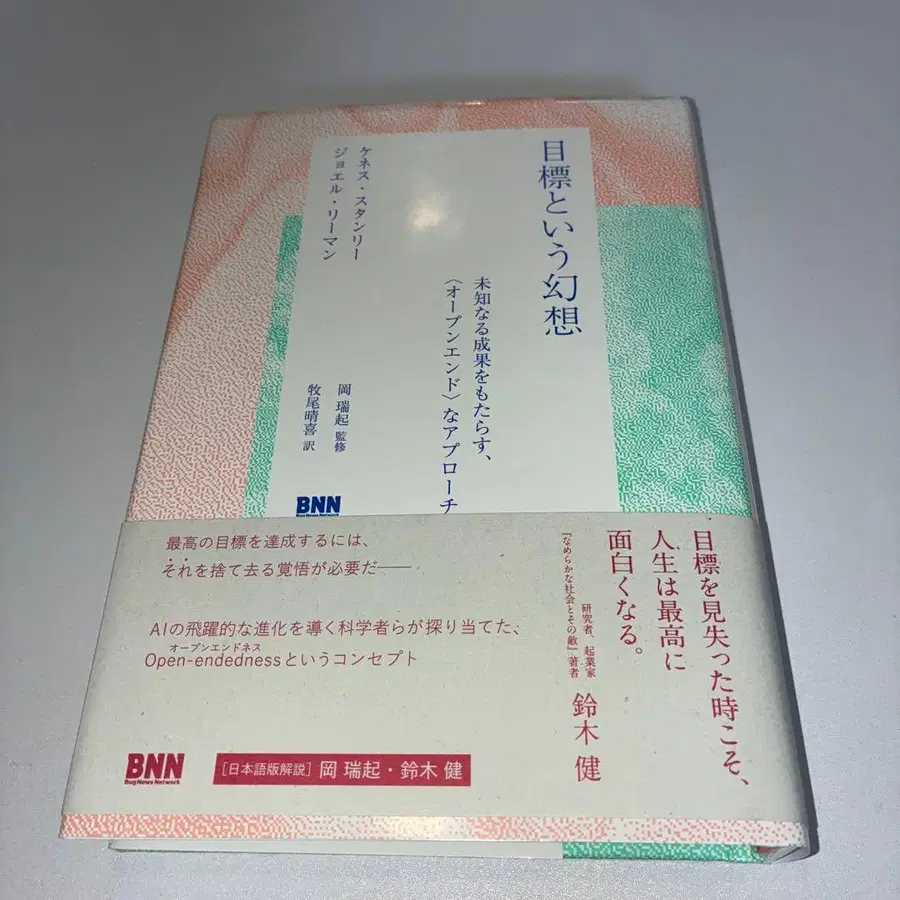 目標という幻想
未知なる成果をもたらす、
〈オープンエンド〉なアプローチ
ケネス・スタンリー
ジョエル・リーマン
岡 瑞起 監修
牧尾晴喜 訳
BNN
Bug News Network
目標を見失った時こそ、
人生は最高に
面白くなる。
研究者、起業家
『なめらかな社会とその敵』著者
鈴木 健
最高の目標を達成するには、
それを捨て去る覚悟が必要だ——
AIの飛躍的な進化を導く科学者らが探り当てた、
オープンエンドネス
Open-endednessというコンセプト
BNN
Bug News Network
［日本語版解説］岡 瑞起・鈴木 健